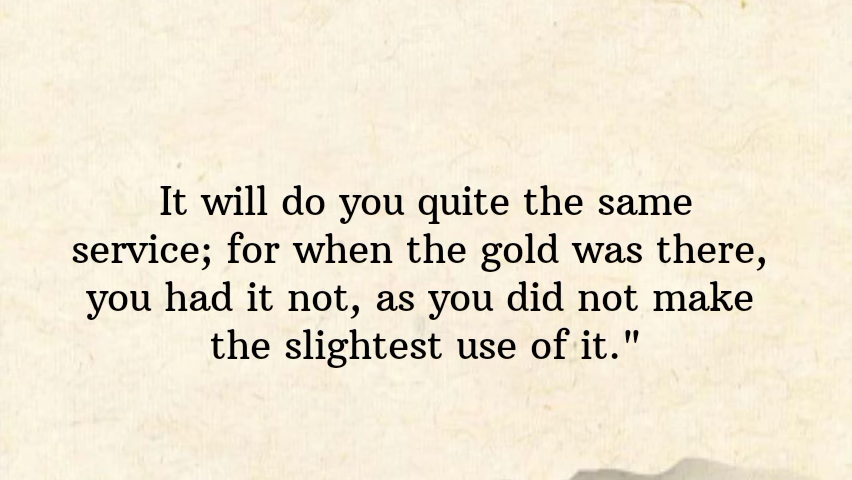 It will do you quite the same
service; for when the gold was there,
you had it not, as you did not make
the slightest use of it."